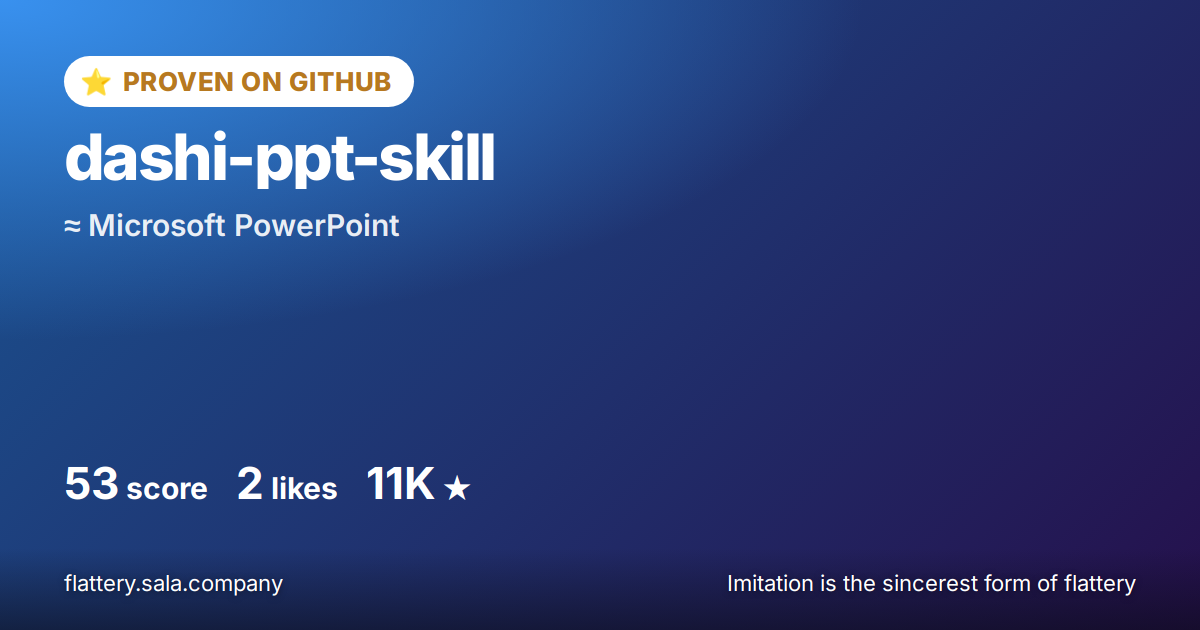 ⭐ PROVEN ON GITHUB
dashi-ppt-skill
≈ Microsoft PowerPoint
53 score 2 likes 11K ★
flattery.sala.company
Imitation is the sincerest form of flattery